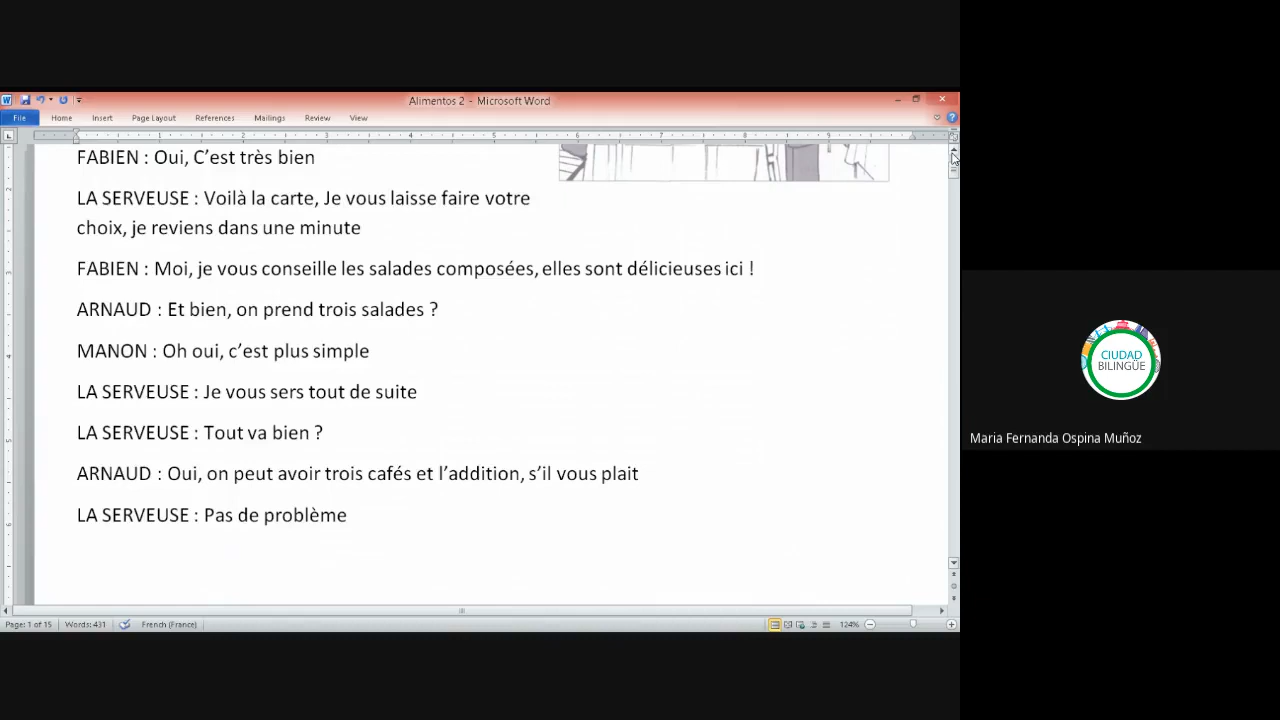 Alimentos 2 - Microsoft Word
File Home Insert Page Layout References Mailings Review View
FABIEN : Oui, C’est très bien
LA SERVEUSE : Voilà la carte, Je vous laisse faire votre
choix, je reviens dans une minute
FABIEN : Moi, je vous conseille les salades composées, elles sont délicieuses ici !
ARNAUD : Et bien, on prend trois salades ?
MANON : Oh oui, c’est plus simple
LA SERVEUSE : Je vous sers tout de suite
LA SERVEUSE : Tout va bien ?
ARNAUD : Oui, on peut avoir trois cafés et l’addition, s’il vous plait
LA SERVEUSE : Pas de problème
Page: 1 of 15 Words: 431 French (France) 124%
CIUDAD
BILINGÜE
Maria Fernanda Ospina Muñoz